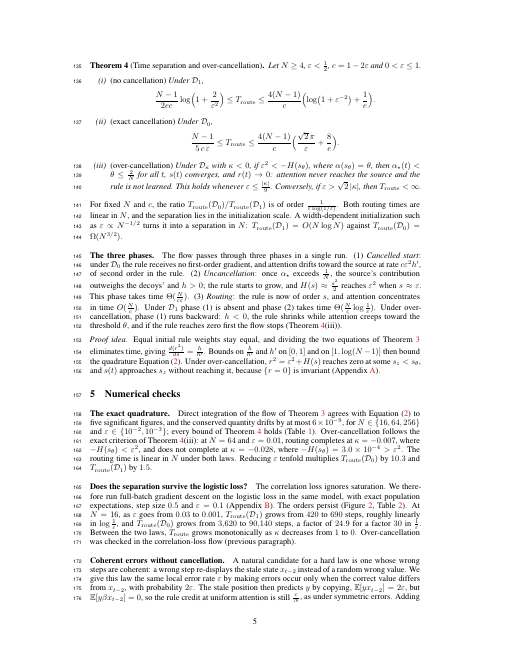 135 Theorem 4 (Time separation and over-cancellation). Let N ≥ 4, ε < 1/2, c = 1 − 2ε and 0 < ε ≤ 1.
136 (i) (no cancellation) Under D₁,
(N−1)/(2εc) log(1 + 2/ε²) ≤ T_route ≤ 4(N−1)/c (log(1 + ε⁻²) + 1/ε).
137 (ii) (exact cancellation) Under D₀,
(N−1)/(5εε) ≤ T_route ≤ 4(N−1)/c (√2π/ε + 8/ε).
138 (iii) (over-cancellation) Under D_κ with κ < 0, if ε² < −H(s_θ), where α_*(s_θ) = θ, then α_*(t) <
139 θ ≤ 2/N for all t, s(t) converges, and r(t) → 0: attention never reaches the source and the
140 rule is not learned. This holds whenever ε ≤ |κ|/9. Conversely, if ε > √2|κ|, then T_route < ∞.
141 For fixed N and c, the ratio T_route(D₀)/T_route(D₁) is of order 1/(ε log(1/ε)). Both routing times are
142 linear in N, and the separation lies in the initialization scale. A width-dependent initialization such
143 as ε ∝ N^{−1/2} turns it into a separation in N: T_route(D₁) = O(N log N) against T_route(D₀) =
144 Ω(N^{3/2}).
145 The three phases. The flow passes through three phases in a single run. (1) Cancelled start:
146 under D₀ the rule receives no first-order gradient, and attention drifts toward the source at rate cε²h′,
147 of second order in the rule. (2) Uncancellation: once α_* exceeds 1/N, the source's contribution
148 outweighs the decoys' and h > 0; the rule starts to grow, and H(s) ≈ s²/N reaches ε² when s ≈ ε.
149 This phase takes time Θ(N/cε). (3) Routing: the rule is now of order s, and attention concentrates
150 in time O(N/c). Under D₁ phase (1) is absent and phase (2) takes time Θ(N/c log 1/ε). Under over-
151 cancellation, phase (1) runs backward: h < 0, the rule shrinks while attention creeps toward the
152 threshold θ, and if the rule reaches zero first the flow stops (Theorem 4(iii)).
153 Proof idea. Equal initial rule weights stay equal, and dividing the two equations of Theorem 3
154 eliminates time, giving d(r²)/ds = h/h′. Bounds on h/h′ and h′ on [0, 1] and on [1, log(N − 1)] then bound
155 the quadrature Equation (2). Under over-cancellation, r² = ε² + H(s) reaches zero at some s_z < s_θ,
156 and s(t) approaches s_z without reaching it, because {r = 0} is invariant (Appendix A).
157 5 Numerical checks
158 The exact quadrature. Direct integration of the flow of Theorem 3 agrees with Equation (2) to
159 five significant figures, and the conserved quantity drifts by at most 6·10⁻⁹, for N ∈ {16, 64, 256}
160 and ε ∈ {10⁻², 10⁻³}; every bound of Theorem 4 holds (Table 1). Over-cancellation follows the
161 exact criterion of Theorem 4(iii): at N = 64 and ε = 0.01, routing completes at κ = −0.007, where
162 −H(s_θ) < ε², and does not complete at κ = −0.028, where −H(s_θ) = 3.0 × 10⁻⁴ > ε². The
163 routing time is linear in N under both laws. Reducing ε tenfold multiplies T_route(D₀) by 10.3 and
164 T_route(D₁) by 1.5.
165 Does the separation survive the logistic loss? The correlation loss ignores saturation. We there-
166 fore run full-batch gradient descent on the logistic loss in the same model, with exact population
167 expectations, step size 0.5 and ε = 0.1 (Appendix B). The orders persist (Figure 2, Table 2). At
168 N = 16, as ε goes from 0.03 to 0.001, T_route(D₁) grows from 420 to 690 steps, roughly linearly
169 in log 1/ε, and T_route(D₀) grows from 3,620 to 90,140 steps, a factor of 24.9 for a factor 30 in 1/ε.
170 Between the two laws, T_route grows monotonically as κ decreases from 1 to 0. Over-cancellation
171 was checked in the correlation-loss flow (previous paragraph).
172 Coherent errors without cancellation. A natural candidate for a hard law is one whose wrong
173 steps are coherent: a wrong step re-displays the stale state x_{t−2} instead of a random wrong value. We
174 give this law the same local error rate ε by making errors occur only when the correct value differs
175 from x_{t−2}, with probability 2ε. The stale position then predicts y by copying, E[yx_{t−2}] = 2ε, but
176 E[yβx_{t−2}] = 0, so the rule credit at uniform attention is still c/N, as under symmetric errors. Adding
5